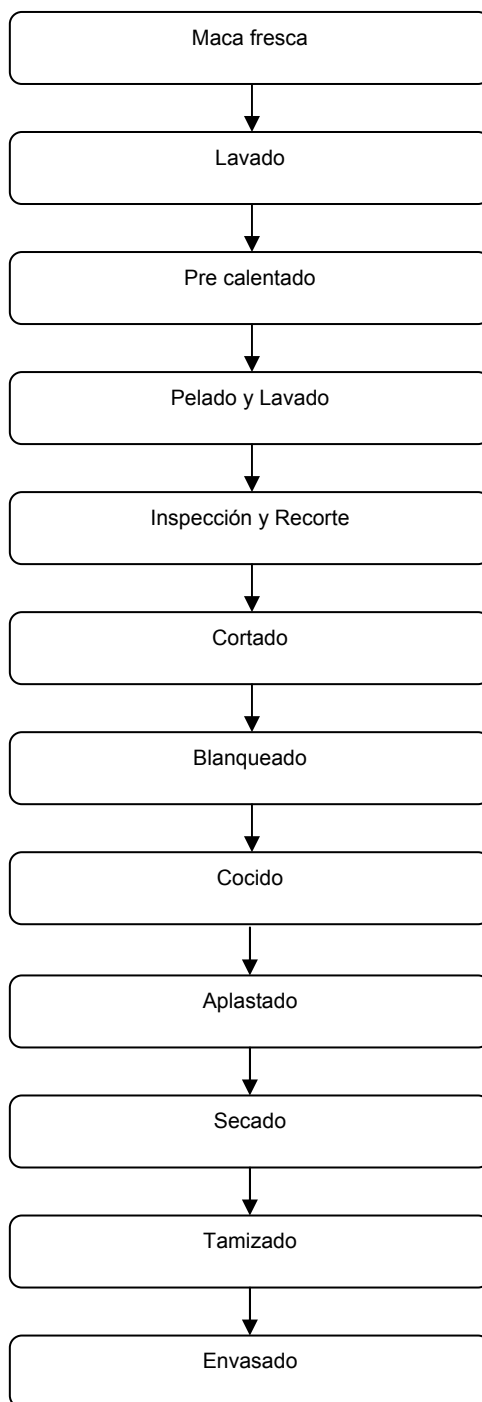 Maca fresca
Lavado
Pre calentado
Pelado y Lavado
Inspección y Recorte
Cortado
Blanqueado
Cocido
Aplastado
Secado
Tamizado
Envasado